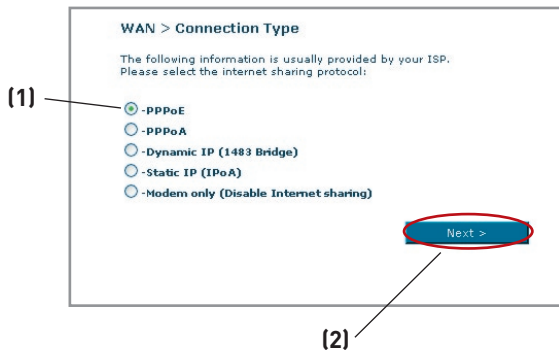 WAN > Connection Type
The following information is usually provided by your ISP.
Please select the internet sharing protocol:
(1)
-PPPoE
-PPPoA
-Dynamic IP (1483 Bridge)
-Static IP (IPoA)
-Modem only (Disable Internet sharing)
Next >
(2)